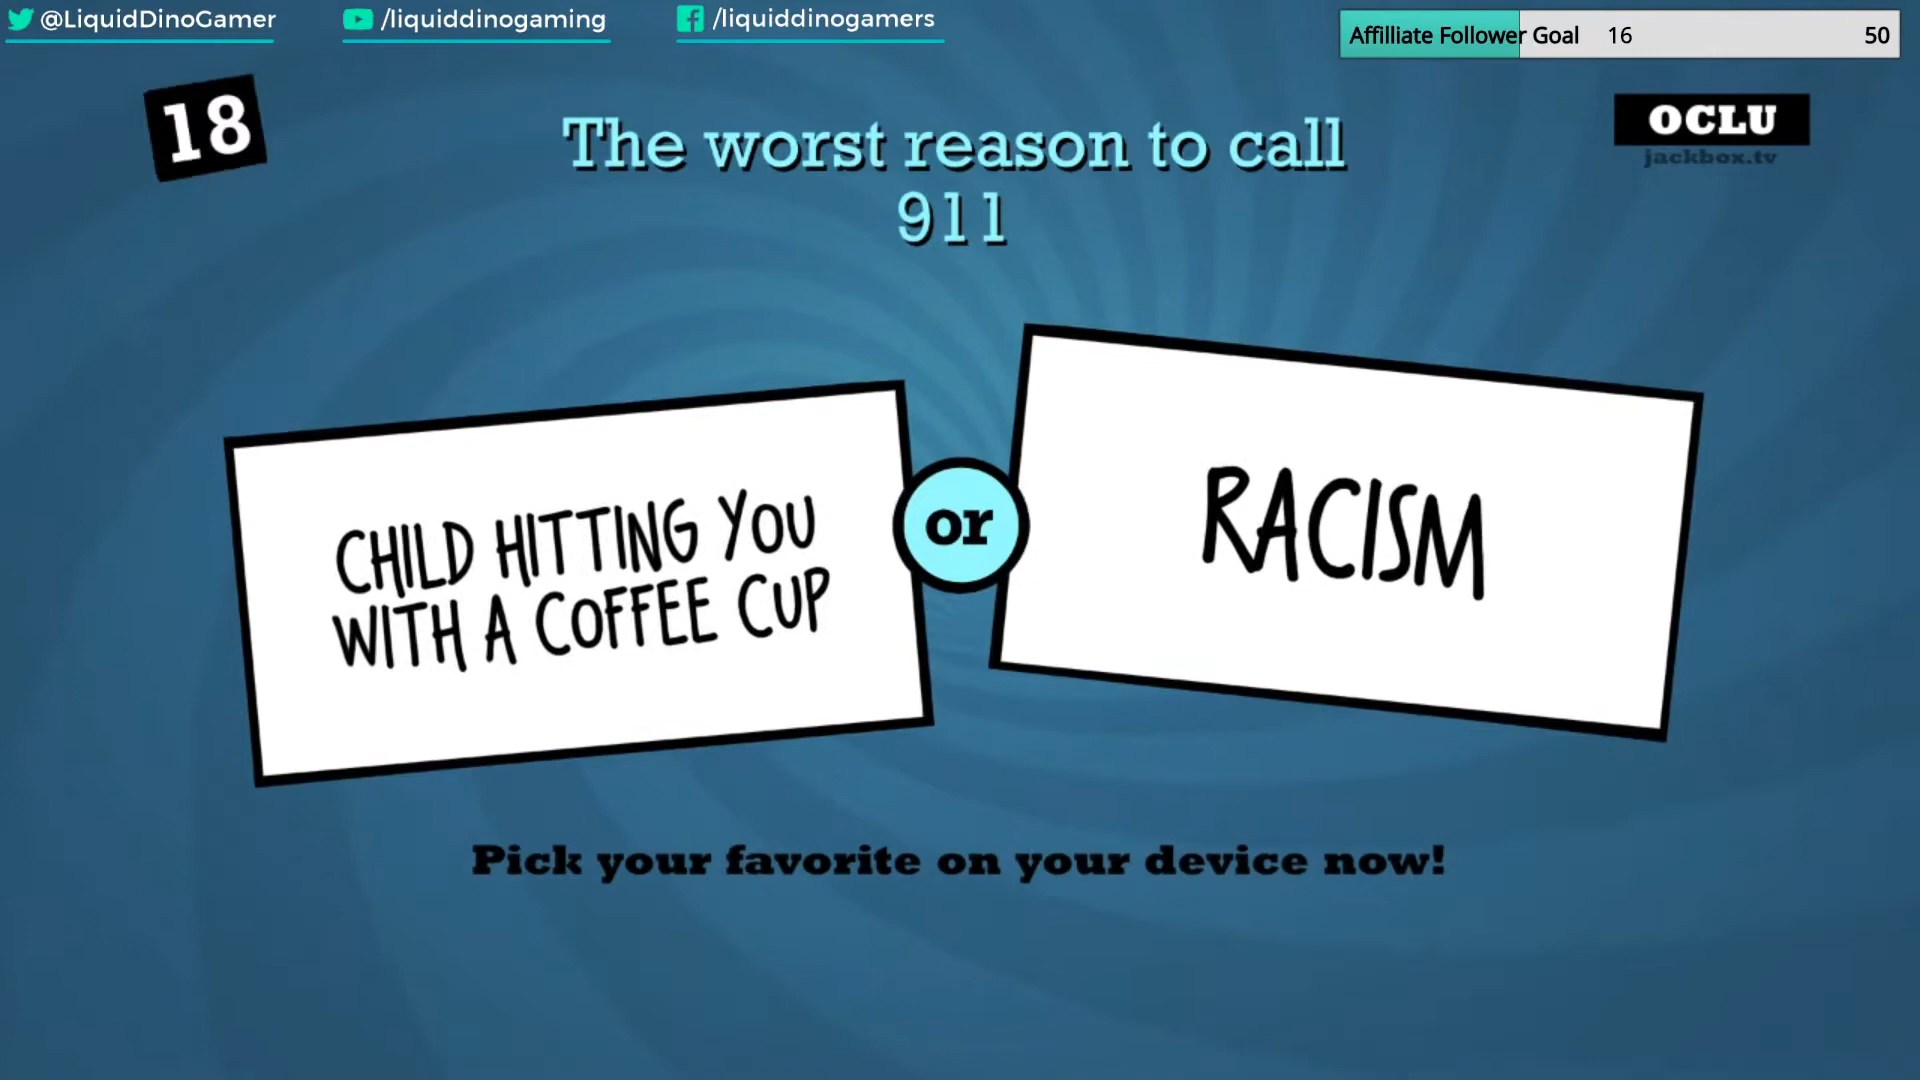 @LiquidDinoGamer
/liquiddinogaming
/liquiddinogamers
Affilliate Follower Goal 16 50
18
The worst reason to call
911
OCLU
jackbox.tv
CHILD HITTING YOU
WITH A COFFEE CUP
or
RACISM
Pick your favorite on your device now!